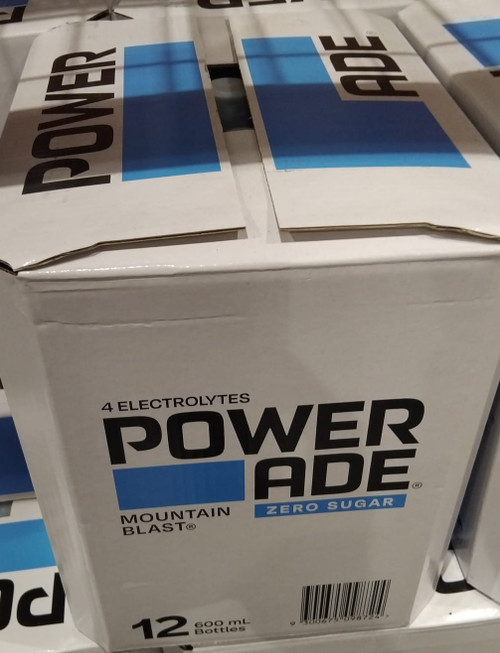 POWER
ADE
4 ELECTROLYTES
POWER
ADE®
MOUNTAIN
BLAST®
ZERO SUGAR
12 600 mL
Bottles